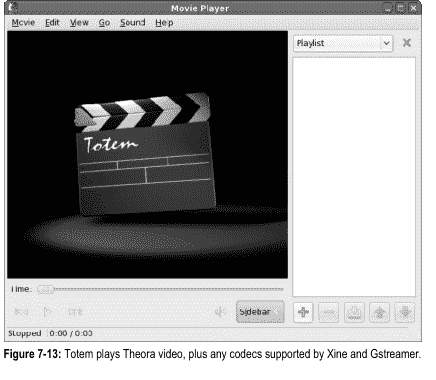 Movie Player
Movie Edit View Go Sound Help
Playlist
Totem
Time:
Sidebar
Stopped 0:00 / 0:00
Figure 7-13: Totem plays Theora video, plus any codecs supported by Xine and Gstreamer.